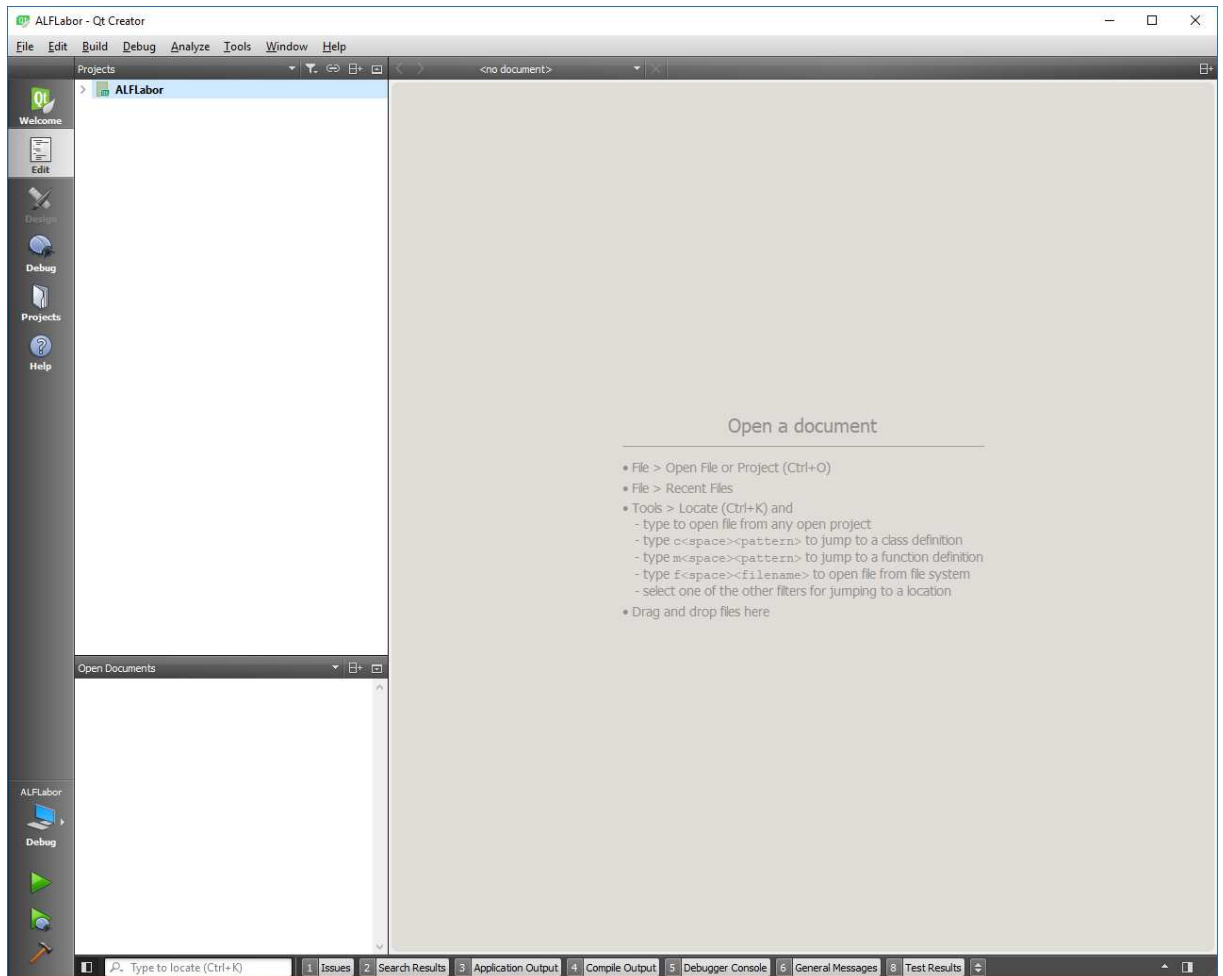 ALFLabor - Qt Creator
File Edit Build Debug Analyze Tools Window Help
Projects
<no document>
ALFLabor
Qt
Welcome
Edit
Design
Debug
Projects
Help
Open a document
• File > Open File or Project (Ctrl+O)
• File > Recent Files
• Tools > Locate (Ctrl+K) and
- type to open file from any open project
- type c<space><pattern> to jump to a class definition
- type m<space><pattern> to jump to a function definition
- type f<space><filename> to open file from file system
- select one of the other filters for jumping to a location
• Drag and drop files here
Open Documents
ALFLabor
Debug
Type to locate (Ctrl+K) 1 Issues 2 Search Results 3 Application Output 4 Compile Output 5 Debugger Console 6 General Messages 8 Test Results